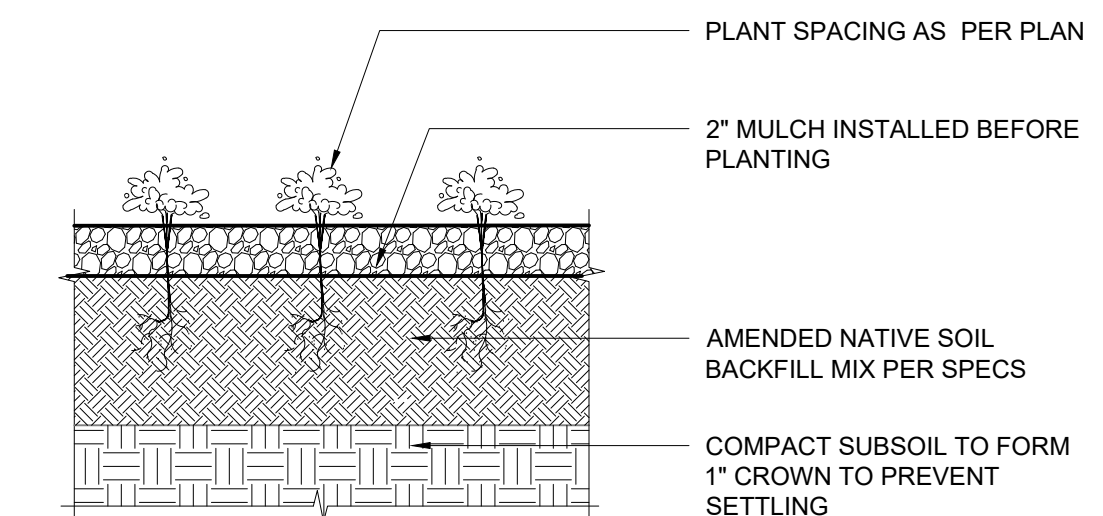 PLANT SPACING AS PER PLAN
2" MULCH INSTALLED BEFORE
PLANTING
AMENDED NATIVE SOIL
BACKFILL MIX PER SPECS
COMPACT SUBSOIL TO FORM
1" CROWN TO PREVENT
SETTLING